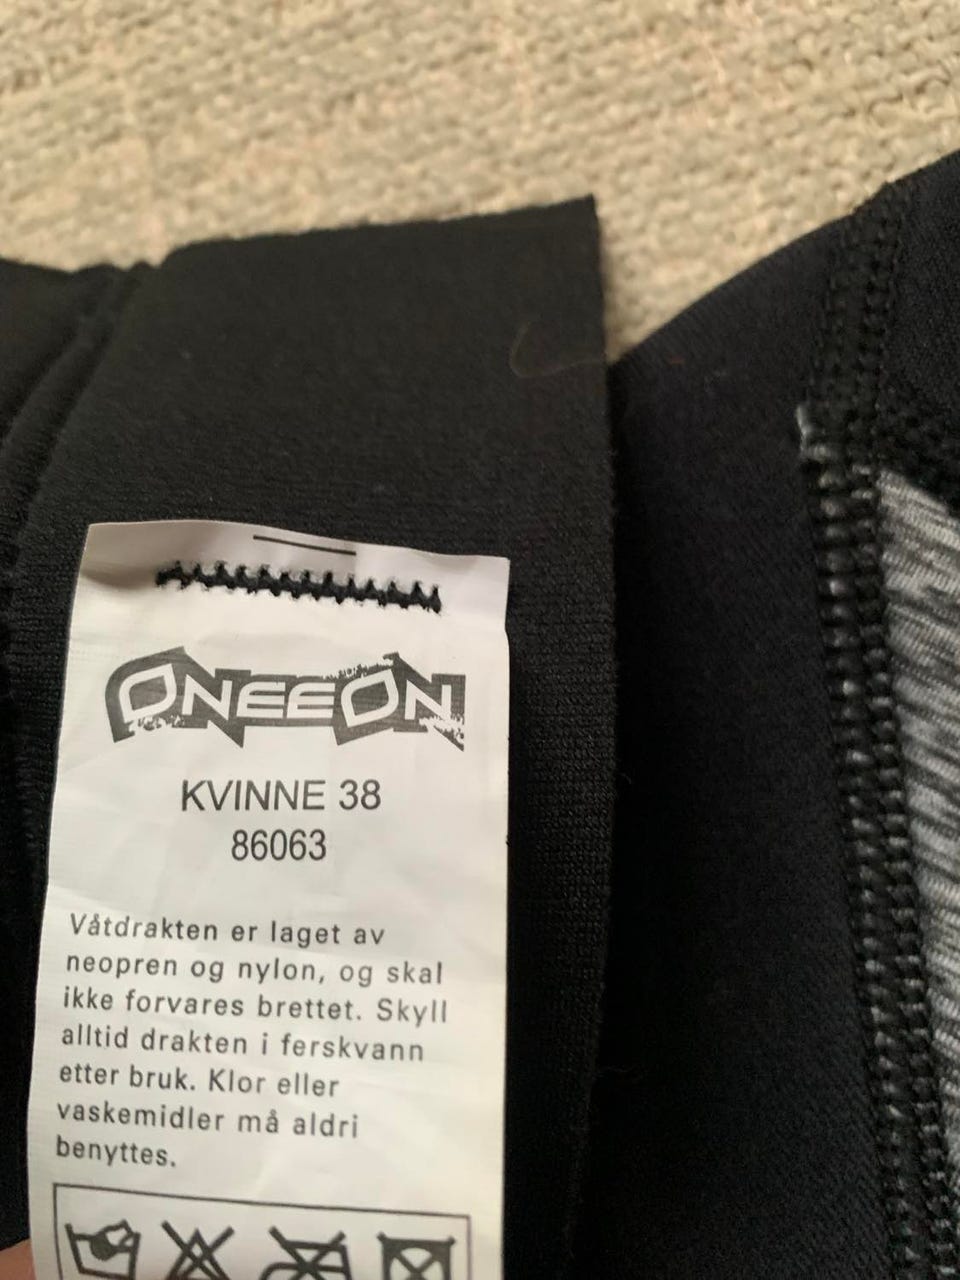 ONEEON
KVINNE 38
86063
Våtdrakten er laget av
neopren og nylon, og skal
ikke forvares brettet. Skyll
alltid drakten i ferskvann
etter bruk. Klor eller
vaskemidler må aldri
benyttes.